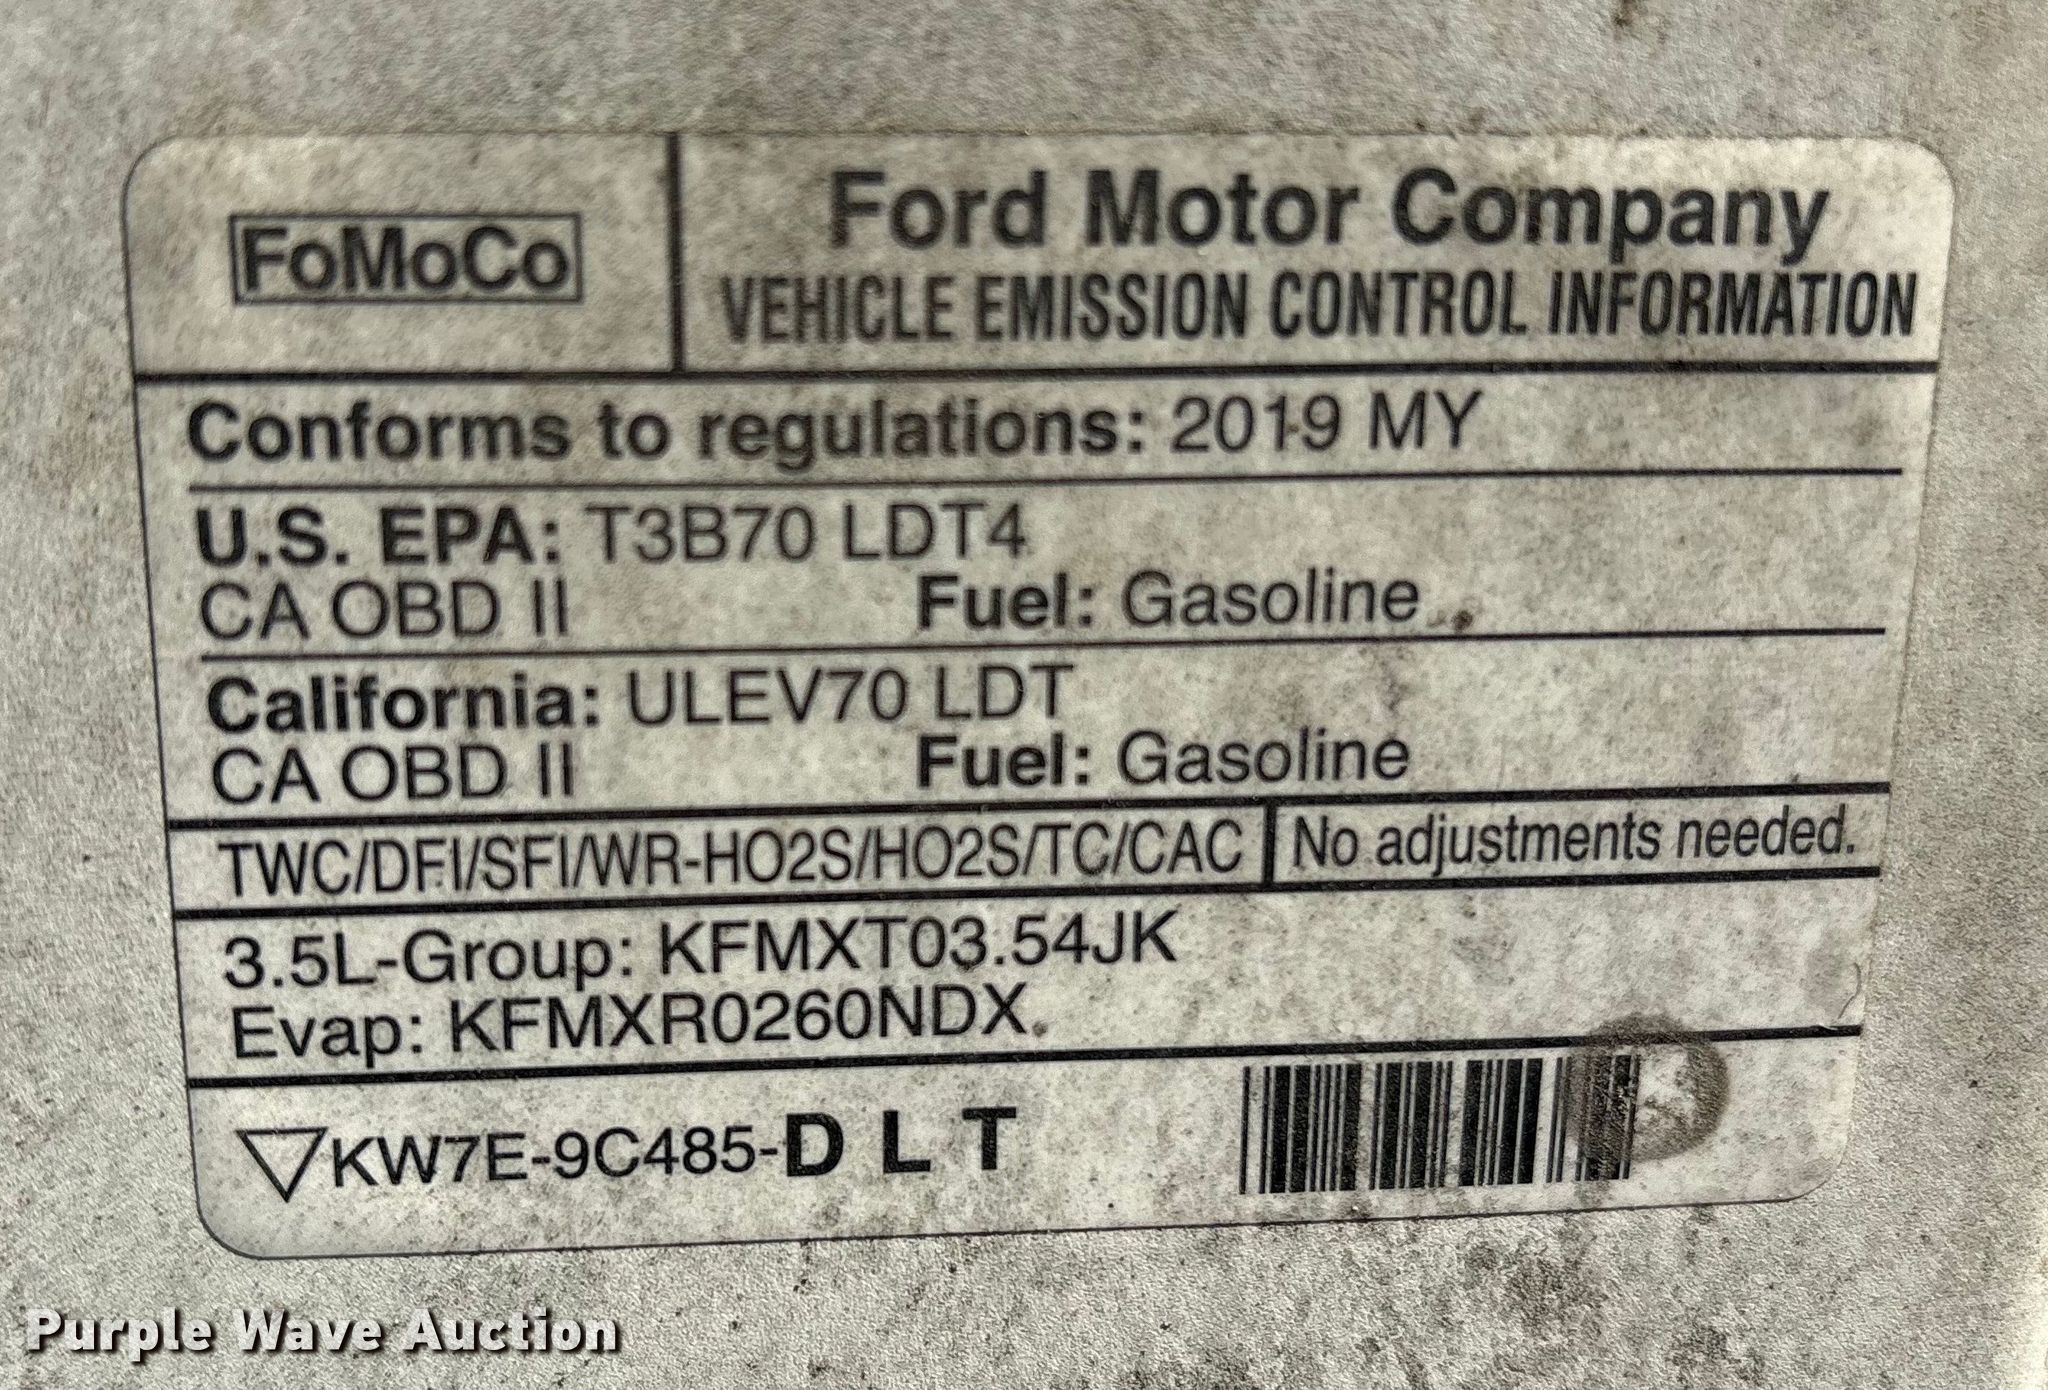 FoMoCo
Ford Motor Company
VEHICLE EMISSION CONTROL INFORMATION
Conforms to regulations: 2019 MY
U.S. EPA: T3B70 LDT4
CA OBD II Fuel: Gasoline
California: ULEV70 LDT
CA OBD II Fuel: Gasoline
TWC/DFI/SFI/WR-HO2S/HO2S/TC/CAC No adjustments needed.
3.5L-Group: KFMXT03.54JK
Evap: KFMXR0260NDX
KW7E-9C485-D L T
Purple Wave Auction